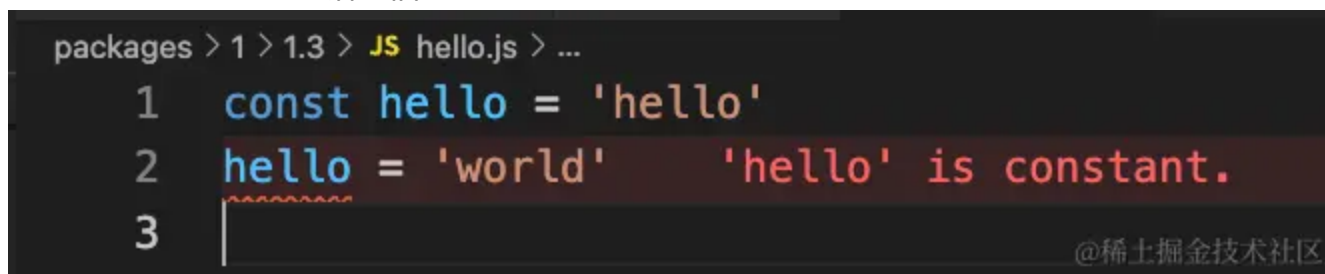 packages > 1 > 1.3 > JS hello.js > ...
1 const hello = 'hello'
2 hello = 'world' 'hello' is constant.
3
@稀土掘金技术社区